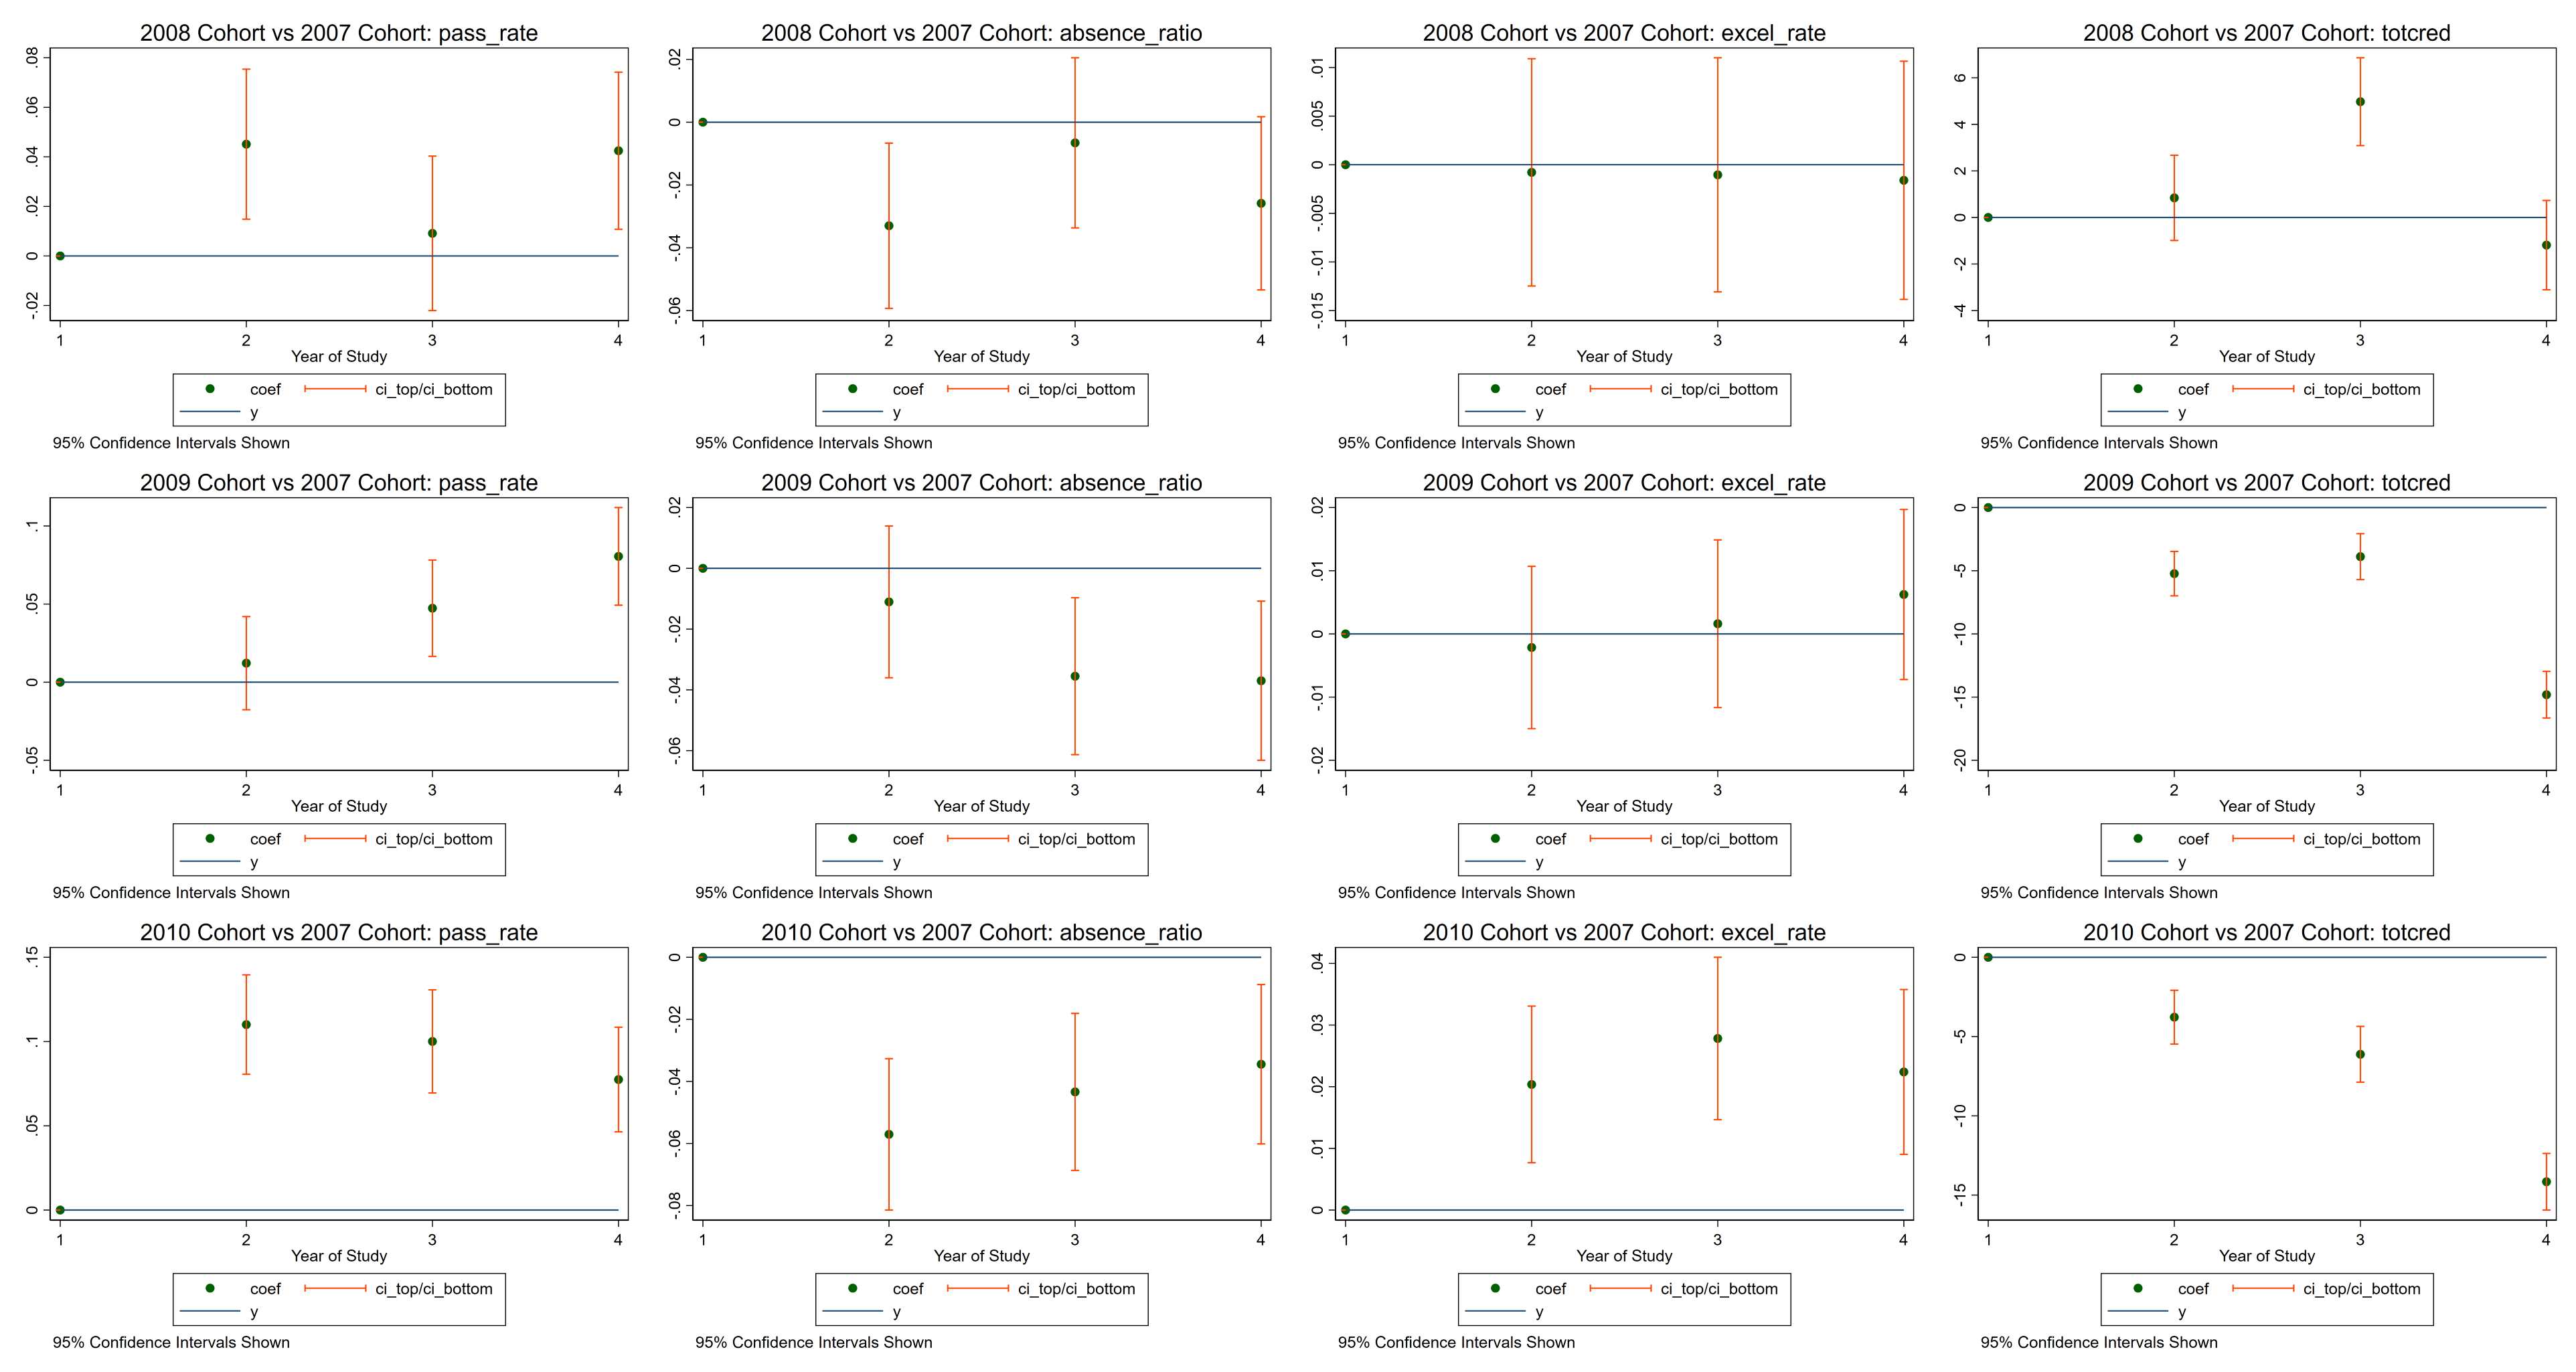 2008 Cohort vs 2007 Cohort: pass_rate
.08
.06
.04
.02
0
-.02
1 2 3 4
Year of Study
coef ci_top/ci_bottom
y
95% Confidence Intervals Shown
2008 Cohort vs 2007 Cohort: absence_ratio
.02
0
-.02
-.04
-.06
1 2 3 4
Year of Study
coef ci_top/ci_bottom
y
95% Confidence Intervals Shown
2008 Cohort vs 2007 Cohort: excel_rate
.01
.005
0
-.005
-.01
-.015
1 2 3 4
Year of Study
coef ci_top/ci_bottom
y
95% Confidence Intervals Shown
2008 Cohort vs 2007 Cohort: totcred
6
4
2
0
-2
-4
1 2 3 4
Year of Study
coef ci_top/ci_bottom
y
95% Confidence Intervals Shown
2009 Cohort vs 2007 Cohort: pass_rate
.1
.05
0
-.05
1 2 3 4
Year of Study
coef ci_top/ci_bottom
y
95% Confidence Intervals Shown
2009 Cohort vs 2007 Cohort: absence_ratio
.02
0
-.02
-.04
-.06
1 2 3 4
Year of Study
coef ci_top/ci_bottom
y
95% Confidence Intervals Shown
2009 Cohort vs 2007 Cohort: excel_rate
.02
.01
0
-.01
-.02
1 2 3 4
Year of Study
coef ci_top/ci_bottom
y
95% Confidence Intervals Shown
2009 Cohort vs 2007 Cohort: totcred
0
-5
-10
-15
-20
1 2 3 4
Year of Study
coef ci_top/ci_bottom
y
95% Confidence Intervals Shown
2010 Cohort vs 2007 Cohort: pass_rate
.15
.1
.05
0
1 2 3 4
Year of Study
coef ci_top/ci_bottom
y
95% Confidence Intervals Shown
2010 Cohort vs 2007 Cohort: absence_ratio
0
-.02
-.04
-.06
-.08
1 2 3 4
Year of Study
coef ci_top/ci_bottom
y
95% Confidence Intervals Shown
2010 Cohort vs 2007 Cohort: excel_rate
.04
.03
.02
.01
0
1 2 3 4
Year of Study
coef ci_top/ci_bottom
y
95% Confidence Intervals Shown
2010 Cohort vs 2007 Cohort: totcred
0
-5
-10
-15
1 2 3 4
Year of Study
coef ci_top/ci_bottom
y
95% Confidence Intervals Shown